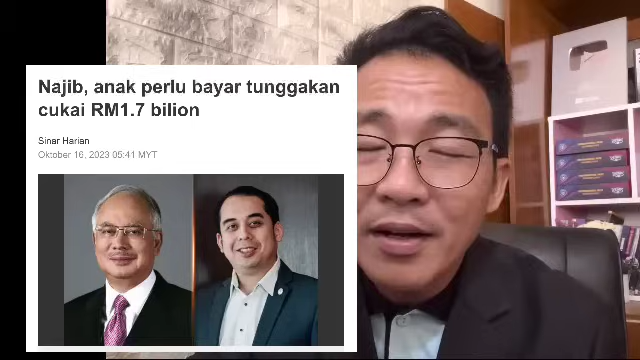 Najib, anak perlu bayar tunggakan
cukai RM1.7 bilion
Sinar Harian
Oktober 16, 2023 05:41 MYT